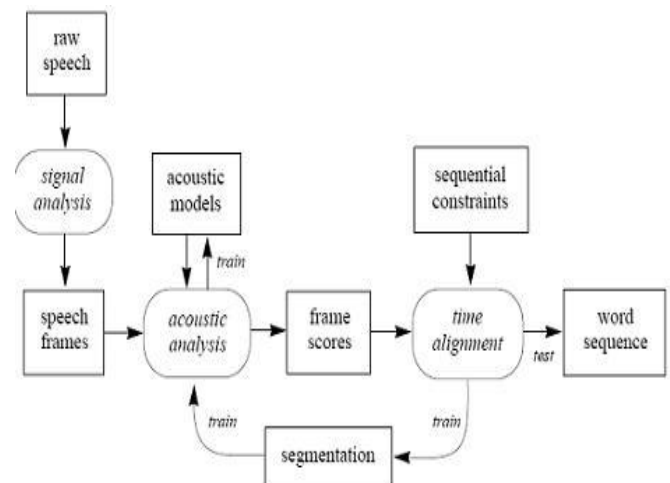 raw
speech
signal
analysis
acoustic
models
sequential
constraints
train
speech
frames
acoustic
analysis
frame
scores
time
alignment
test
word
sequence
train
train
segmentation